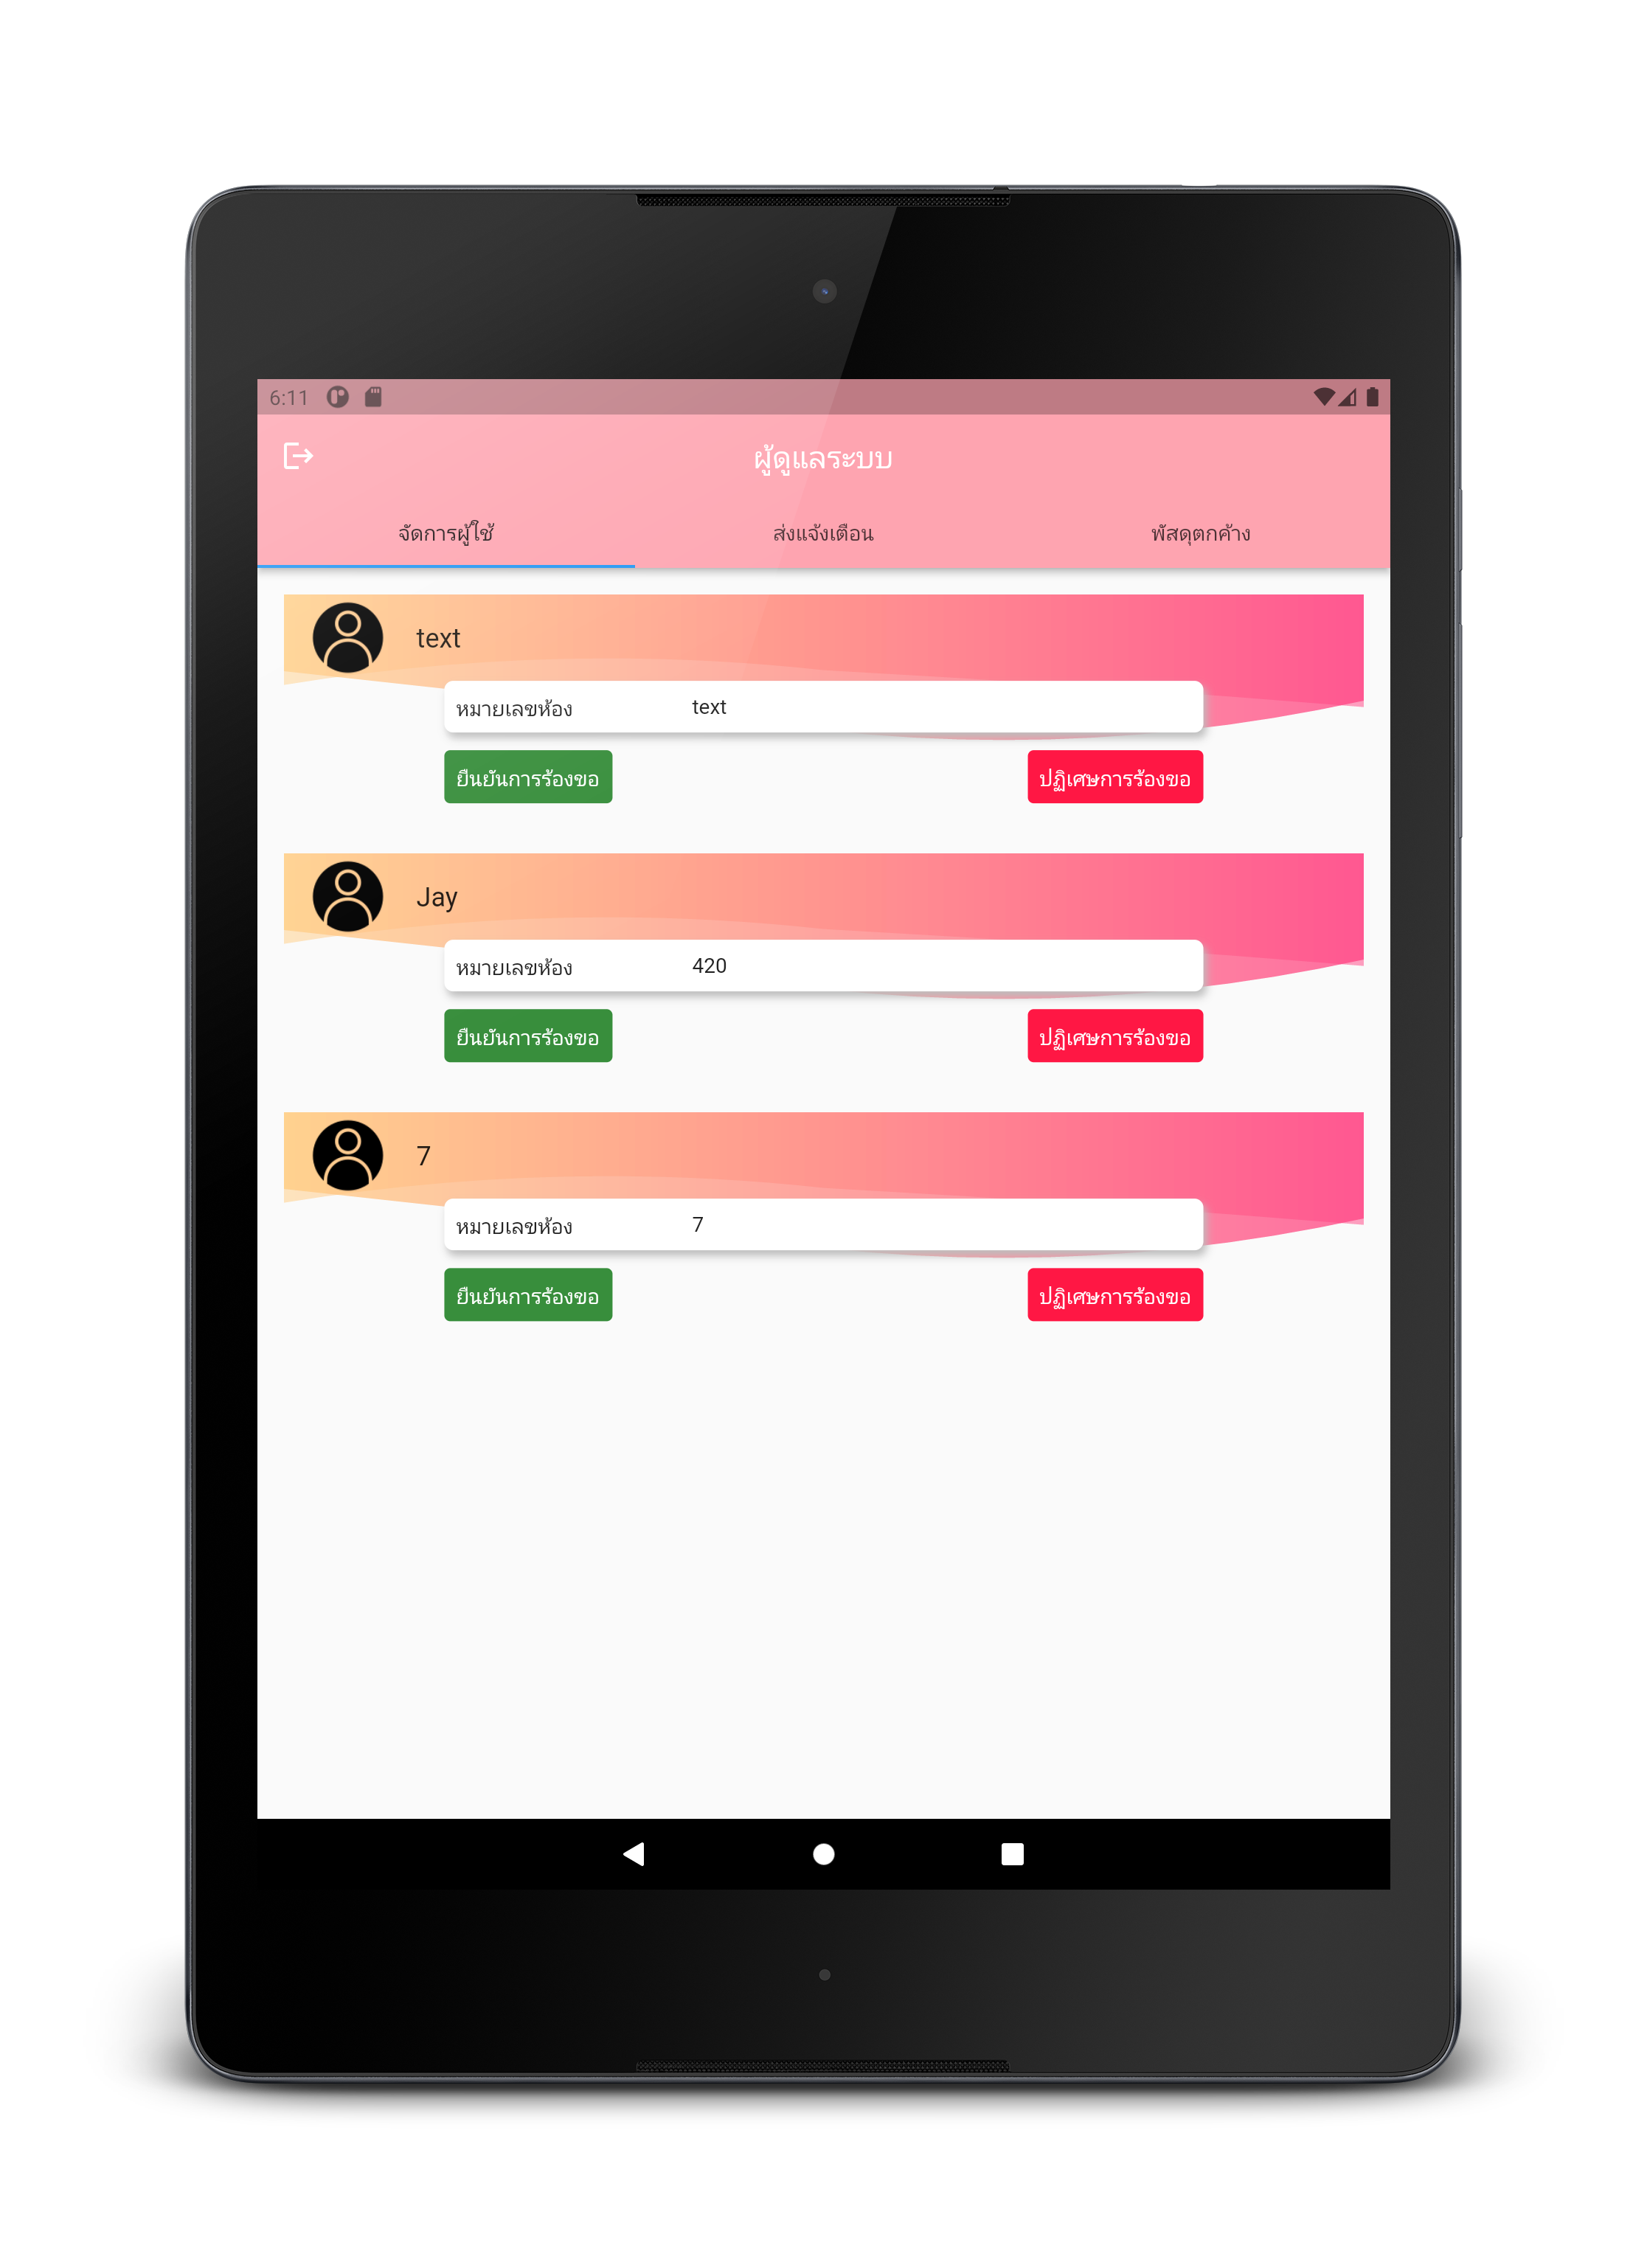 6:11
ผู้ดูแลระบบ
จัดการผู้ใช้ ส่งแจ้งเตือน พัสดุตกค้าง
text
หมายเลขห้อง text
ยืนยันการร้องขอ ปฏิเศษการร้องขอ
Jay
หมายเลขห้อง 420
ยืนยันการร้องขอ ปฏิเศษการร้องขอ
7
หมายเลขห้อง 7
ยืนยันการร้องขอ ปฏิเศษการร้องขอ